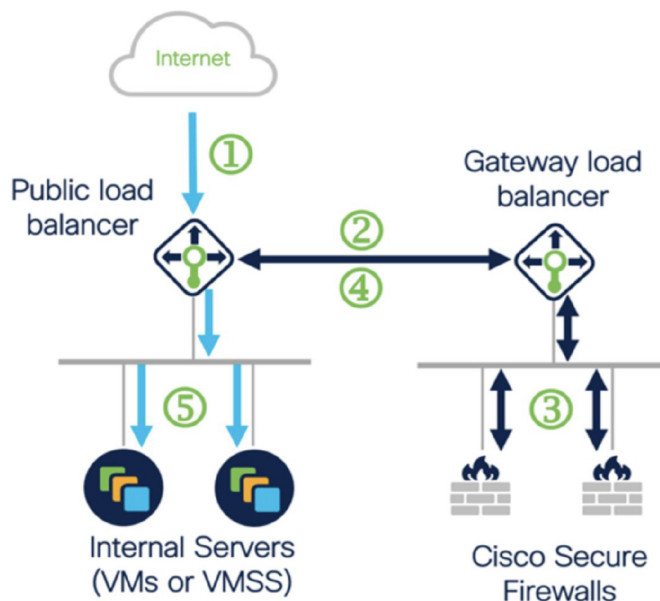 Internet
①
Public load
balancer
Gateway load
balancer
②
④
⑤
③
Internal Servers
(VMs or VMSS)
Cisco Secure
Firewalls